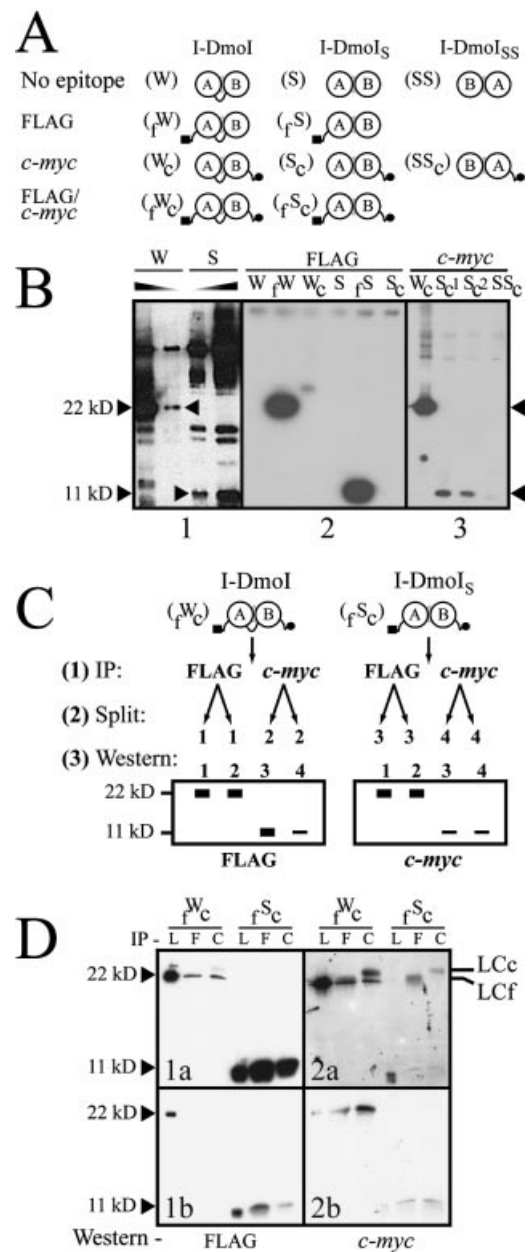 A
I-DmoI I-DmoIS I-DmoISS
No epitope (W) A B (S) A B (SS) B A
FLAG (fW) A B (fS) A B
c-myc (Wc) A B (Sc) A B (SSc) B A
FLAG/
c-myc (fWc) A B (fSc) A B
B
W S FLAG c-myc
W fW Wc S fS Sc Wc Sc1 Sc2 SSc
22 kD
11 kD
1 2 3
C
I-DmoI I-DmoIS
(fWc) A B (fSc) A B
(1) IP: FLAG c-myc FLAG c-myc
(2) Split: 1 1 2 2 3 3 4 4
(3) Western: 1 2 3 4 1 2 3 4
22 kD
11 kD
FLAG c-myc
D
fWc fSc fWc fSc
IP - L F C L F C L F C L F C
22 kD LCc
LCf
11 kD 1a 2a
22 kD
11 kD 1b 2b
Western - FLAG c-myc